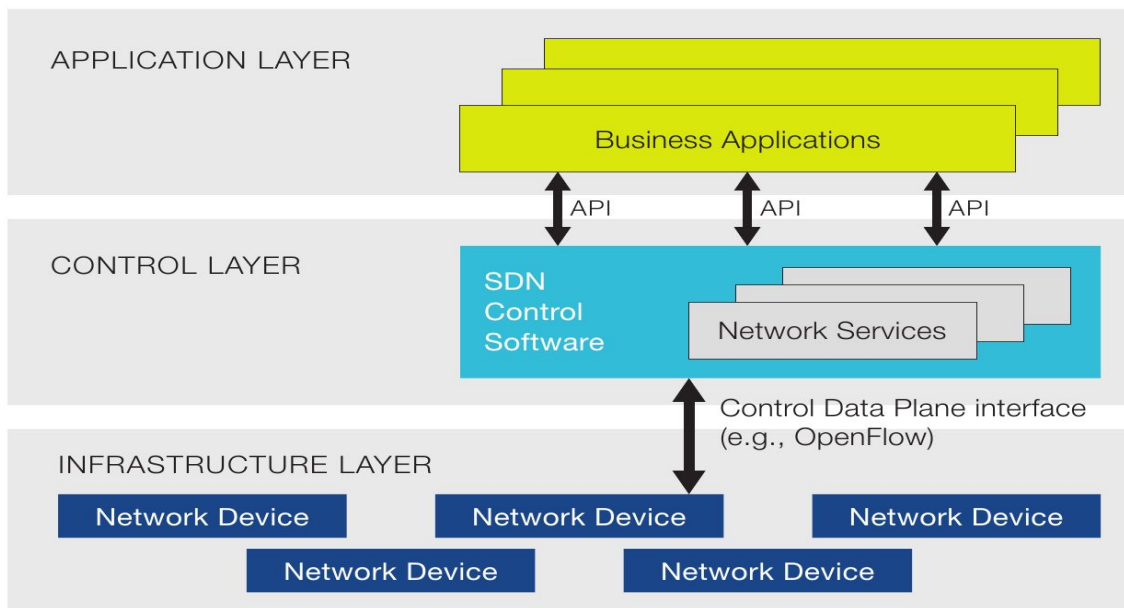 APPLICATION LAYER
Business Applications
API
API
API
CONTROL LAYER
SDN
Control
Software
Network Services
Control Data Plane interface
(e.g., OpenFlow)
INFRASTRUCTURE LAYER
Network Device
Network Device
Network Device
Network Device
Network Device